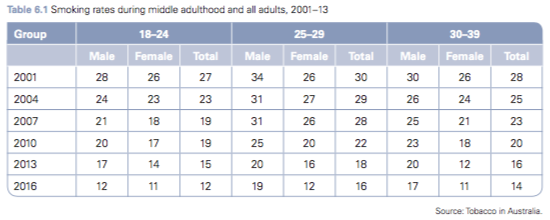 Table 6.1 Smoking rates during middle adulthood and all adults, 2001–13
Group 18–24 25–29 30–39
Male Female Total Male Female Total Male Female Total
2001 28 26 27 34 26 30 30 26 28
2004 24 23 23 31 27 29 26 24 25
2007 21 18 19 31 26 28 25 21 23
2010 20 17 19 25 20 22 23 18 20
2013 17 14 15 20 16 18 20 12 16
2016 12 11 12 19 12 16 17 11 14
Source: Tobacco in Australia.